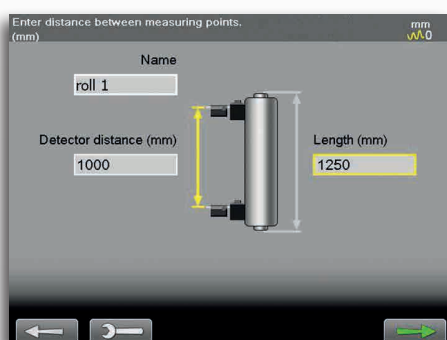 Enter distance between measuring points.
(mm)
mm
0
Name
roll 1
Detector distance (mm)
1000
Length (mm)
1250